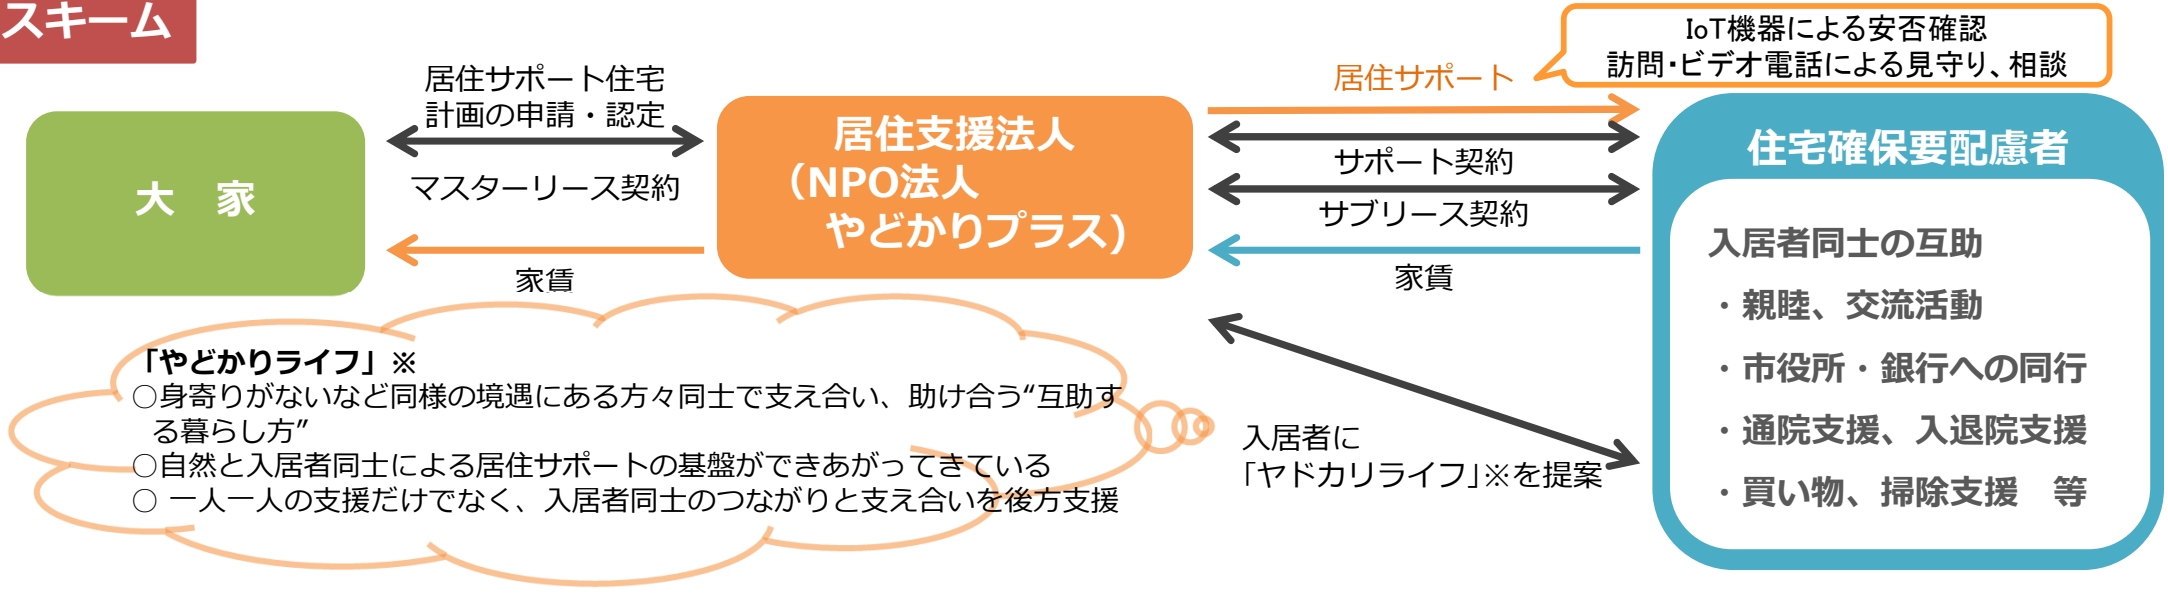 スキーム
IoT機器による安否確認
訪問・ビデオ電話による見守り、相談
居住サポート住宅
計画の申請・認定
マスターリース契約
家賃
大　家
居住支援法人
（NPO法人
やどかりプラス)
居住サポート
サポート契約
サブリース契約
家賃
入居者に
「ヤドカリライフ」※を提案
住宅確保要配慮者
入居者同士の互助
・親睦、交流活動
・市役所・銀行への同行
・通院支援、入退院支援
・買い物、掃除支援　等
「やどかりライフ」※
○身寄りがないなど同様の境遇にある方々同士で支え合い、助け合う“互助す
る暮らし方”
○自然と入居者同士による居住サポートの基盤ができあがってきている
○ 一人一人の支援だけでなく、入居者同士のつながりと支え合いを後方支援